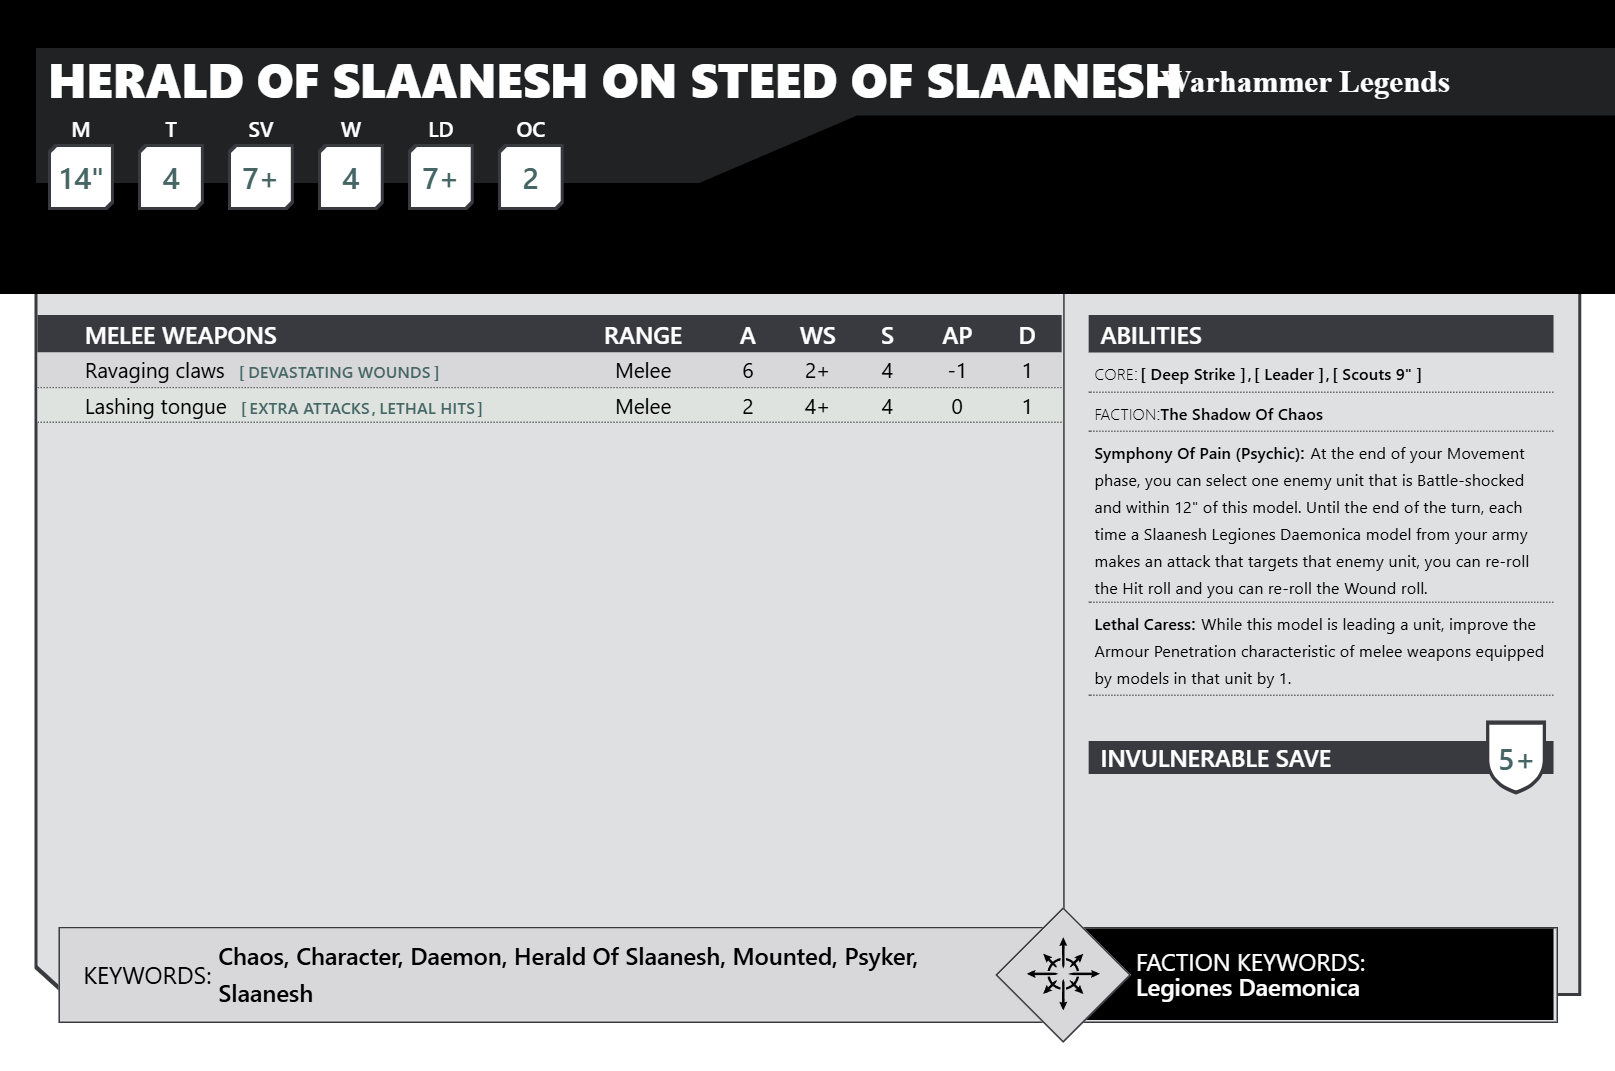 HERALD OF SLAANESH ON STEED OF SLAANESH Warhammer Legends
M T SV W LD OC
14" 4 7+ 4 7+ 2
MELEE WEAPONS RANGE A WS S AP D
Ravaging claws [ DEVASTATING WOUNDS ] Melee 6 2+ 4 -1 1
Lashing tongue [ EXTRA ATTACKS, LETHAL HITS ] Melee 2 4+ 4 0 1
ABILITIES
CORE: [ Deep Strike ], [ Leader ], [ Scouts 9" ]
FACTION:The Shadow Of Chaos
Symphony Of Pain (Psychic): At the end of your Movement
phase, you can select one enemy unit that is Battle-shocked
and within 12" of this model. Until the end of the turn, each
time a Slaanesh Legiones Daemonica model from your army
makes an attack that targets that enemy unit, you can re-roll
the Hit roll and you can re-roll the Wound roll.
Lethal Caress: While this model is leading a unit, improve the
Armour Penetration characteristic of melee weapons equipped
by models in that unit by 1.
INVULNERABLE SAVE 5+
KEYWORDS: Chaos, Character, Daemon, Herald Of Slaanesh, Mounted, Psyker,
Slaanesh
FACTION KEYWORDS:
Legiones Daemonica